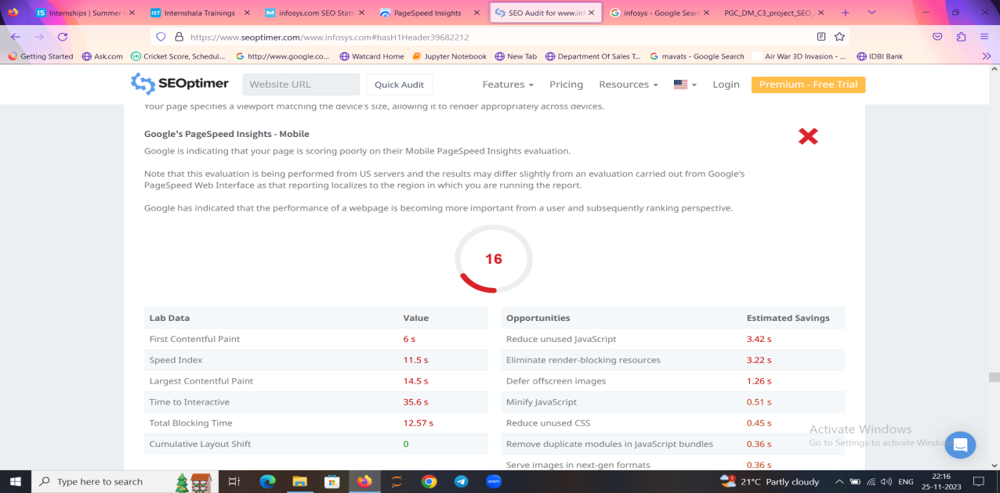 Internships | Summer
Internshala Trainings
infosys.com SEO Stats
PageSpeed Insights
SEO Audit for www.inf
infosys - Google Searc
PGC_DM_C3_project_SEO_
https://www.seoptimer.com/www.infosys.com#hasH1Header39682212
Getting Started
Ask.com
Cricket Score, Schedul...
http://www.google.co...
Watcard Home
Jupyter Notebook
New Tab
Department Of Sales T...
mavats - Google Search
Air War 3D Invasion - ...
IDBI Bank
SEOptimer
Website URL
Quick Audit
Features
Pricing
Resources
Login
Premium - Free Trial
Your page specifies a viewport matching the device's size, allowing it to render appropriately across devices.
Google's PageSpeed Insights - Mobile
Google is indicating that your page is scoring poorly on their Mobile PageSpeed Insights evaluation.
Note that this evaluation is being performed from US servers and the results may differ slightly from an evaluation carried out from Google's
PageSpeed Web Interface as that reporting localizes to the region in which you are running the report.
Google has indicated that the performance of a webpage is becoming more important from a user and subsequently ranking perspective.
16
Lab Data Value
First Contentful Paint 6 s
Speed Index 11.5 s
Largest Contentful Paint 14.5 s
Time to Interactive 35.6 s
Total Blocking Time 12.57 s
Cumulative Layout Shift 0
Opportunities Estimated Savings
Reduce unused JavaScript 3.42 s
Eliminate render-blocking resources 3.22 s
Defer offscreen images 1.26 s
Minify JavaScript 0.51 s
Reduce unused CSS 0.45 s
Remove duplicate modules in JavaScript bundles 0.36 s
Serve images in next-gen formats 0.36 s
Activate Windows
Go to Settings to activate Windows
Type here to search
zoom
1
21°C Partly cloudy
ENG
22:16
25-11-2023